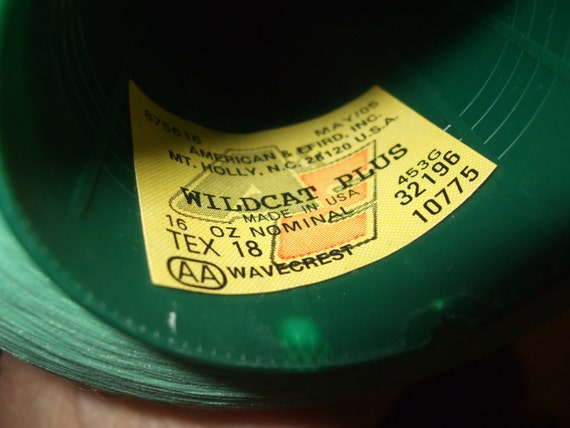 675616 MAY/05
AMERICAN & EFIRD, INC.
MT. HOLLY, N.C. 28120 U.S.A.
WILDCAT PLUS
MADE IN USA 453G
16 OZ NOMINAL 32196
TEX 18 10775
AA WAVECREST